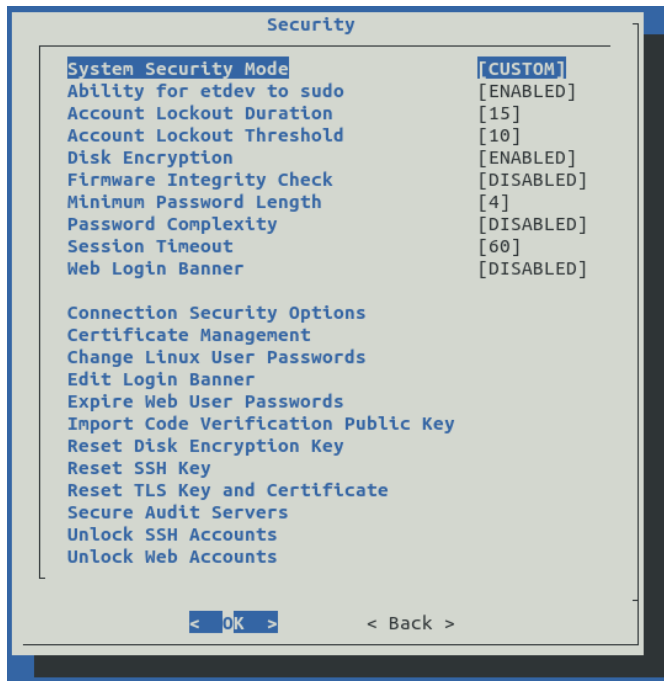 Security
System Security Mode [CUSTOM]
Ability for etdev to sudo [ENABLED]
Account Lockout Duration [15]
Account Lockout Threshold [10]
Disk Encryption [ENABLED]
Firmware Integrity Check [DISABLED]
Minimum Password Length [4]
Password Complexity [DISABLED]
Session Timeout [60]
Web Login Banner [DISABLED]
Connection Security Options
Certificate Management
Change Linux User Passwords
Edit Login Banner
Expire Web User Passwords
Import Code Verification Public Key
Reset Disk Encryption Key
Reset SSH Key
Reset TLS Key and Certificate
Secure Audit Servers
Unlock SSH Accounts
Unlock Web Accounts
< OK > < Back >